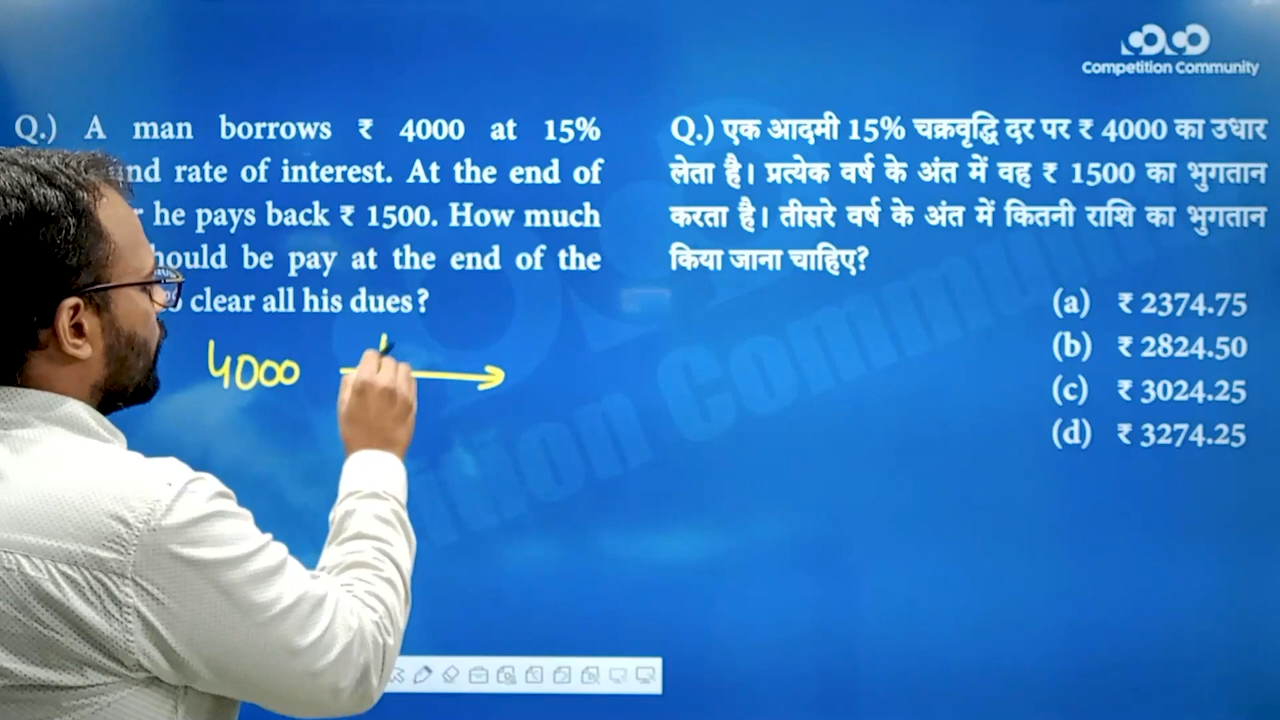 Competition Community
Q.) A man borrows ₹ 4000 at 15%
rate of interest. At the end of
he pays back ₹ 1500. How much
be pay at the end of the
clear all his dues?
4000
Q.) एक आदमी 15% चक्रवृद्धि दर पर ₹ 4000 का उधार
लेता है। प्रत्येक वर्ष के अंत में वह ₹ 1500 का भुगतान
करता है। तीसरे वर्ष के अंत में कितनी राशि का भुगतान
किया जाना चाहिए?
(a) ₹ 2374.75
(b) ₹ 2824.50
(c) ₹ 3024.25
(d) ₹ 3274.25